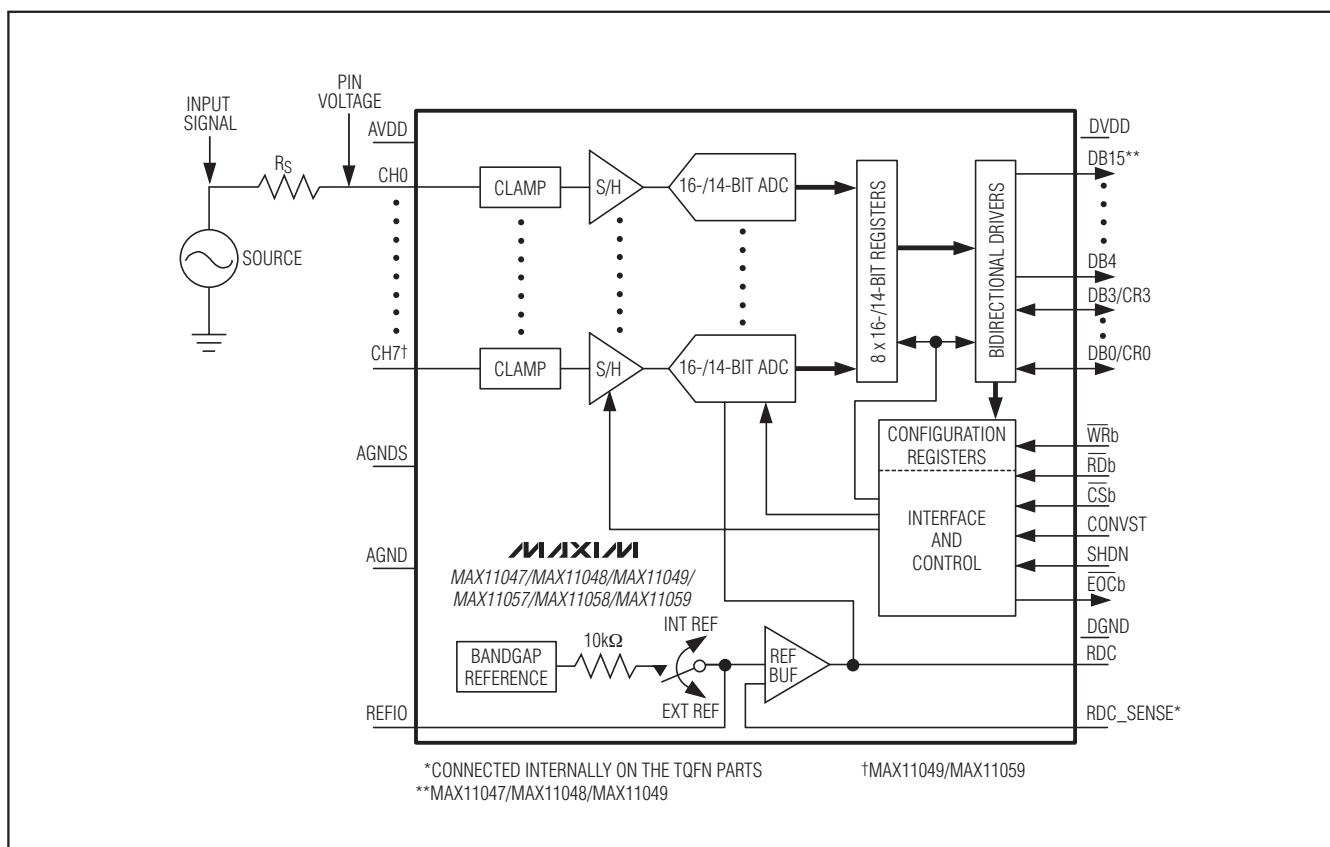 PIN
VOLTAGE
INPUT
SIGNAL
AVDD
DVDD
DB15**
RS
CH0
CLAMP
S/H
16-/14-BIT ADC
8 x 16-/14-BIT REGISTERS
BIDIRECTIONAL DRIVERS
SOURCE
DB4
DB3/CR3
CH7†
CLAMP
S/H
16-/14-BIT ADC
DB0/CR0
CONFIGURATION
REGISTERS
WRb
RDb
CSb
CONVST
SHDN
EOCb
AGNDS
INTERFACE
AND
CONTROL
AGND
MAXIM
MAX11047/MAX11048/MAX11049/
MAX11057/MAX11058/MAX11059
INT REF
10kΩ
BANDGAP
REFERENCE
REF
BUF
EXT REF
DGND
RDC
REFIO
RDC_SENSE*
*CONNECTED INTERNALLY ON THE TQFN PARTS
†MAX11049/MAX11059
**MAX11047/MAX11048/MAX11049